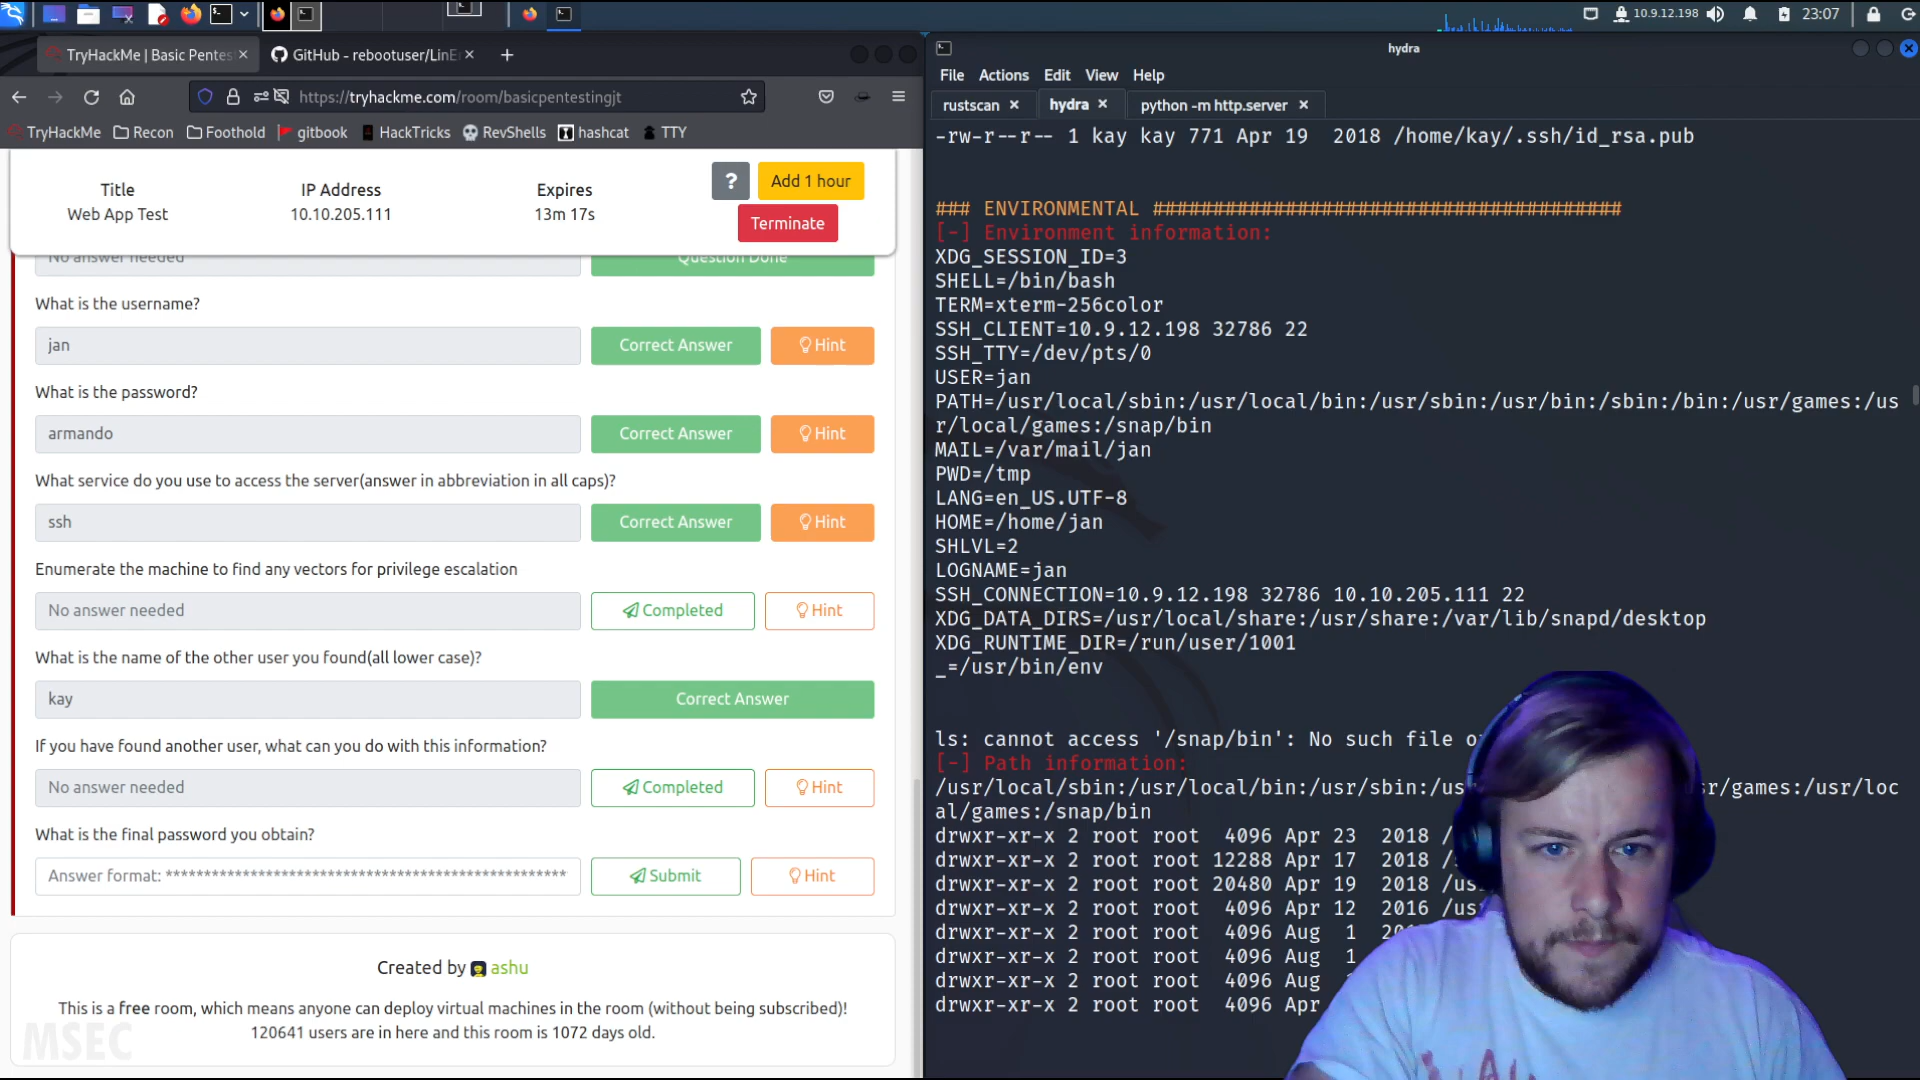 10.9.12.198
23:07
TryHackMe | Basic Pentes
GitHub - rebootuser/LinE
https://tryhackme.com/room/basicpentestingjt
TryHackMe
Recon
Foothold
gitbook
HackTricks
RevShells
hashcat
TTY
Title
Web App Test
IP Address
10.10.205.111
Expires
13m 17s
?
Add 1 hour
Terminate
No answer needed
Question Done
What is the username?
jan
Correct Answer
Hint
What is the password?
armando
Correct Answer
Hint
What service do you use to access the server(answer in abbreviation in all caps)?
ssh
Correct Answer
Hint
Enumerate the machine to find any vectors for privilege escalation
No answer needed
Completed
Hint
What is the name of the other user you found(all lower case)?
kay
Correct Answer
If you have found another user, what can you do with this information?
No answer needed
Completed
Hint
What is the final password you obtain?
Answer format: ****************************************************
Submit
Hint
Created by ashu
This is a free room, which means anyone can deploy virtual machines in the room (without being subscribed)!
120641 users are in here and this room is 1072 days old.
MSEC
hydra
File Actions Edit View Help
rustscan
hydra
python -m http.server
-rw-r--r-- 1 kay kay 771 Apr 19  2018 /home/kay/.ssh/id_rsa.pub
### ENVIRONMENTAL #######################################
[-] Environment information:
XDG_SESSION_ID=3
SHELL=/bin/bash
TERM=xterm-256color
SSH_CLIENT=10.9.12.198 32786 22
SSH_TTY=/dev/pts/0
USER=jan
PATH=/usr/local/sbin:/usr/local/bin:/usr/sbin:/usr/bin:/sbin:/bin:/usr/games:/us
r/local/games:/snap/bin
MAIL=/var/mail/jan
PWD=/tmp
LANG=en_US.UTF-8
HOME=/home/jan
SHLVL=2
LOGNAME=jan
SSH_CONNECTION=10.9.12.198 32786 10.10.205.111 22
XDG_DATA_DIRS=/usr/local/share:/usr/share:/var/lib/snapd/desktop
XDG_RUNTIME_DIR=/run/user/1001
_=/usr/bin/env
ls: cannot access '/snap/bin': No such file
[-] Path information:
/usr/local/sbin:/usr/local/bin:/usr/sbin:/us r/games:/usr/loc
al/games:/snap/bin
drwxr-xr-x 2 root root  4096 Apr 23  2018 /
drwxr-xr-x 2 root root 12288 Apr 17  2018 /
drwxr-xr-x 2 root root 20480 Apr 19  2018 /us
drwxr-xr-x 2 root root  4096 Apr 12  2016 /us
drwxr-xr-x 2 root root  4096 Aug  1
drwxr-xr-x 2 root root  4096 Aug  1
drwxr-xr-x 2 root root  4096 Aug
drwxr-xr-x 2 root root  4096 Apr